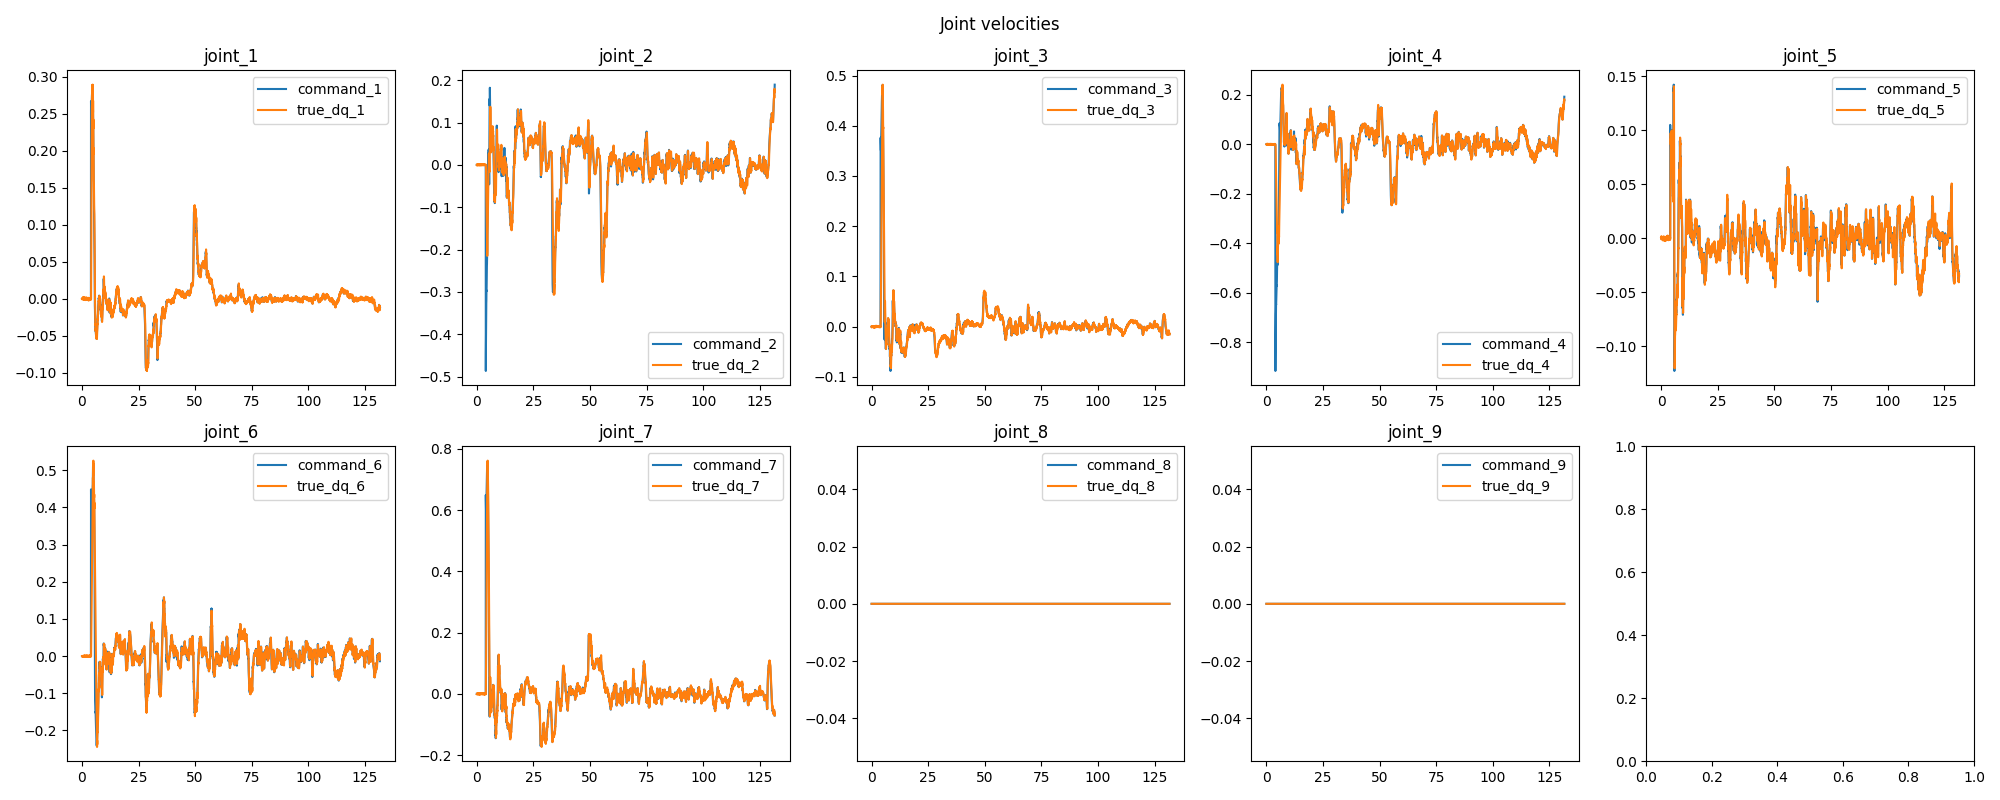 Joint velocities
joint_1
joint_2
joint_3
joint_4
joint_5
0.30
0.25
0.20
0.15
0.10
0.05
0.00
−0.05
−0.10
0 25 50 75 100 125
command_1
true_dq_1
0.2
0.1
0.0
−0.1
−0.2
−0.3
−0.4
−0.5
0 25 50 75 100 125
command_2
true_dq_2
0.5
0.4
0.3
0.2
0.1
0.0
−0.1
0 25 50 75 100 125
command_3
true_dq_3
0.2
0.0
−0.2
−0.4
−0.6
−0.8
0 25 50 75 100 125
command_4
true_dq_4
0.15
0.10
0.05
0.00
−0.05
−0.10
0 25 50 75 100 125
command_5
true_dq_5
joint_6
joint_7
joint_8
joint_9
0.5
0.4
0.3
0.2
0.1
0.0
−0.1
−0.2
0 25 50 75 100 125
command_6
true_dq_6
0.8
0.6
0.4
0.2
0.0
−0.2
0 25 50 75 100 125
command_7
true_dq_7
0.04
0.02
0.00
−0.02
−0.04
0 25 50 75 100 125
command_8
true_dq_8
0.04
0.02
0.00
−0.02
−0.04
0 25 50 75 100 125
command_9
true_dq_9
1.0
0.8
0.6
0.4
0.2
0.0
0.0 0.2 0.4 0.6 0.8 1.0